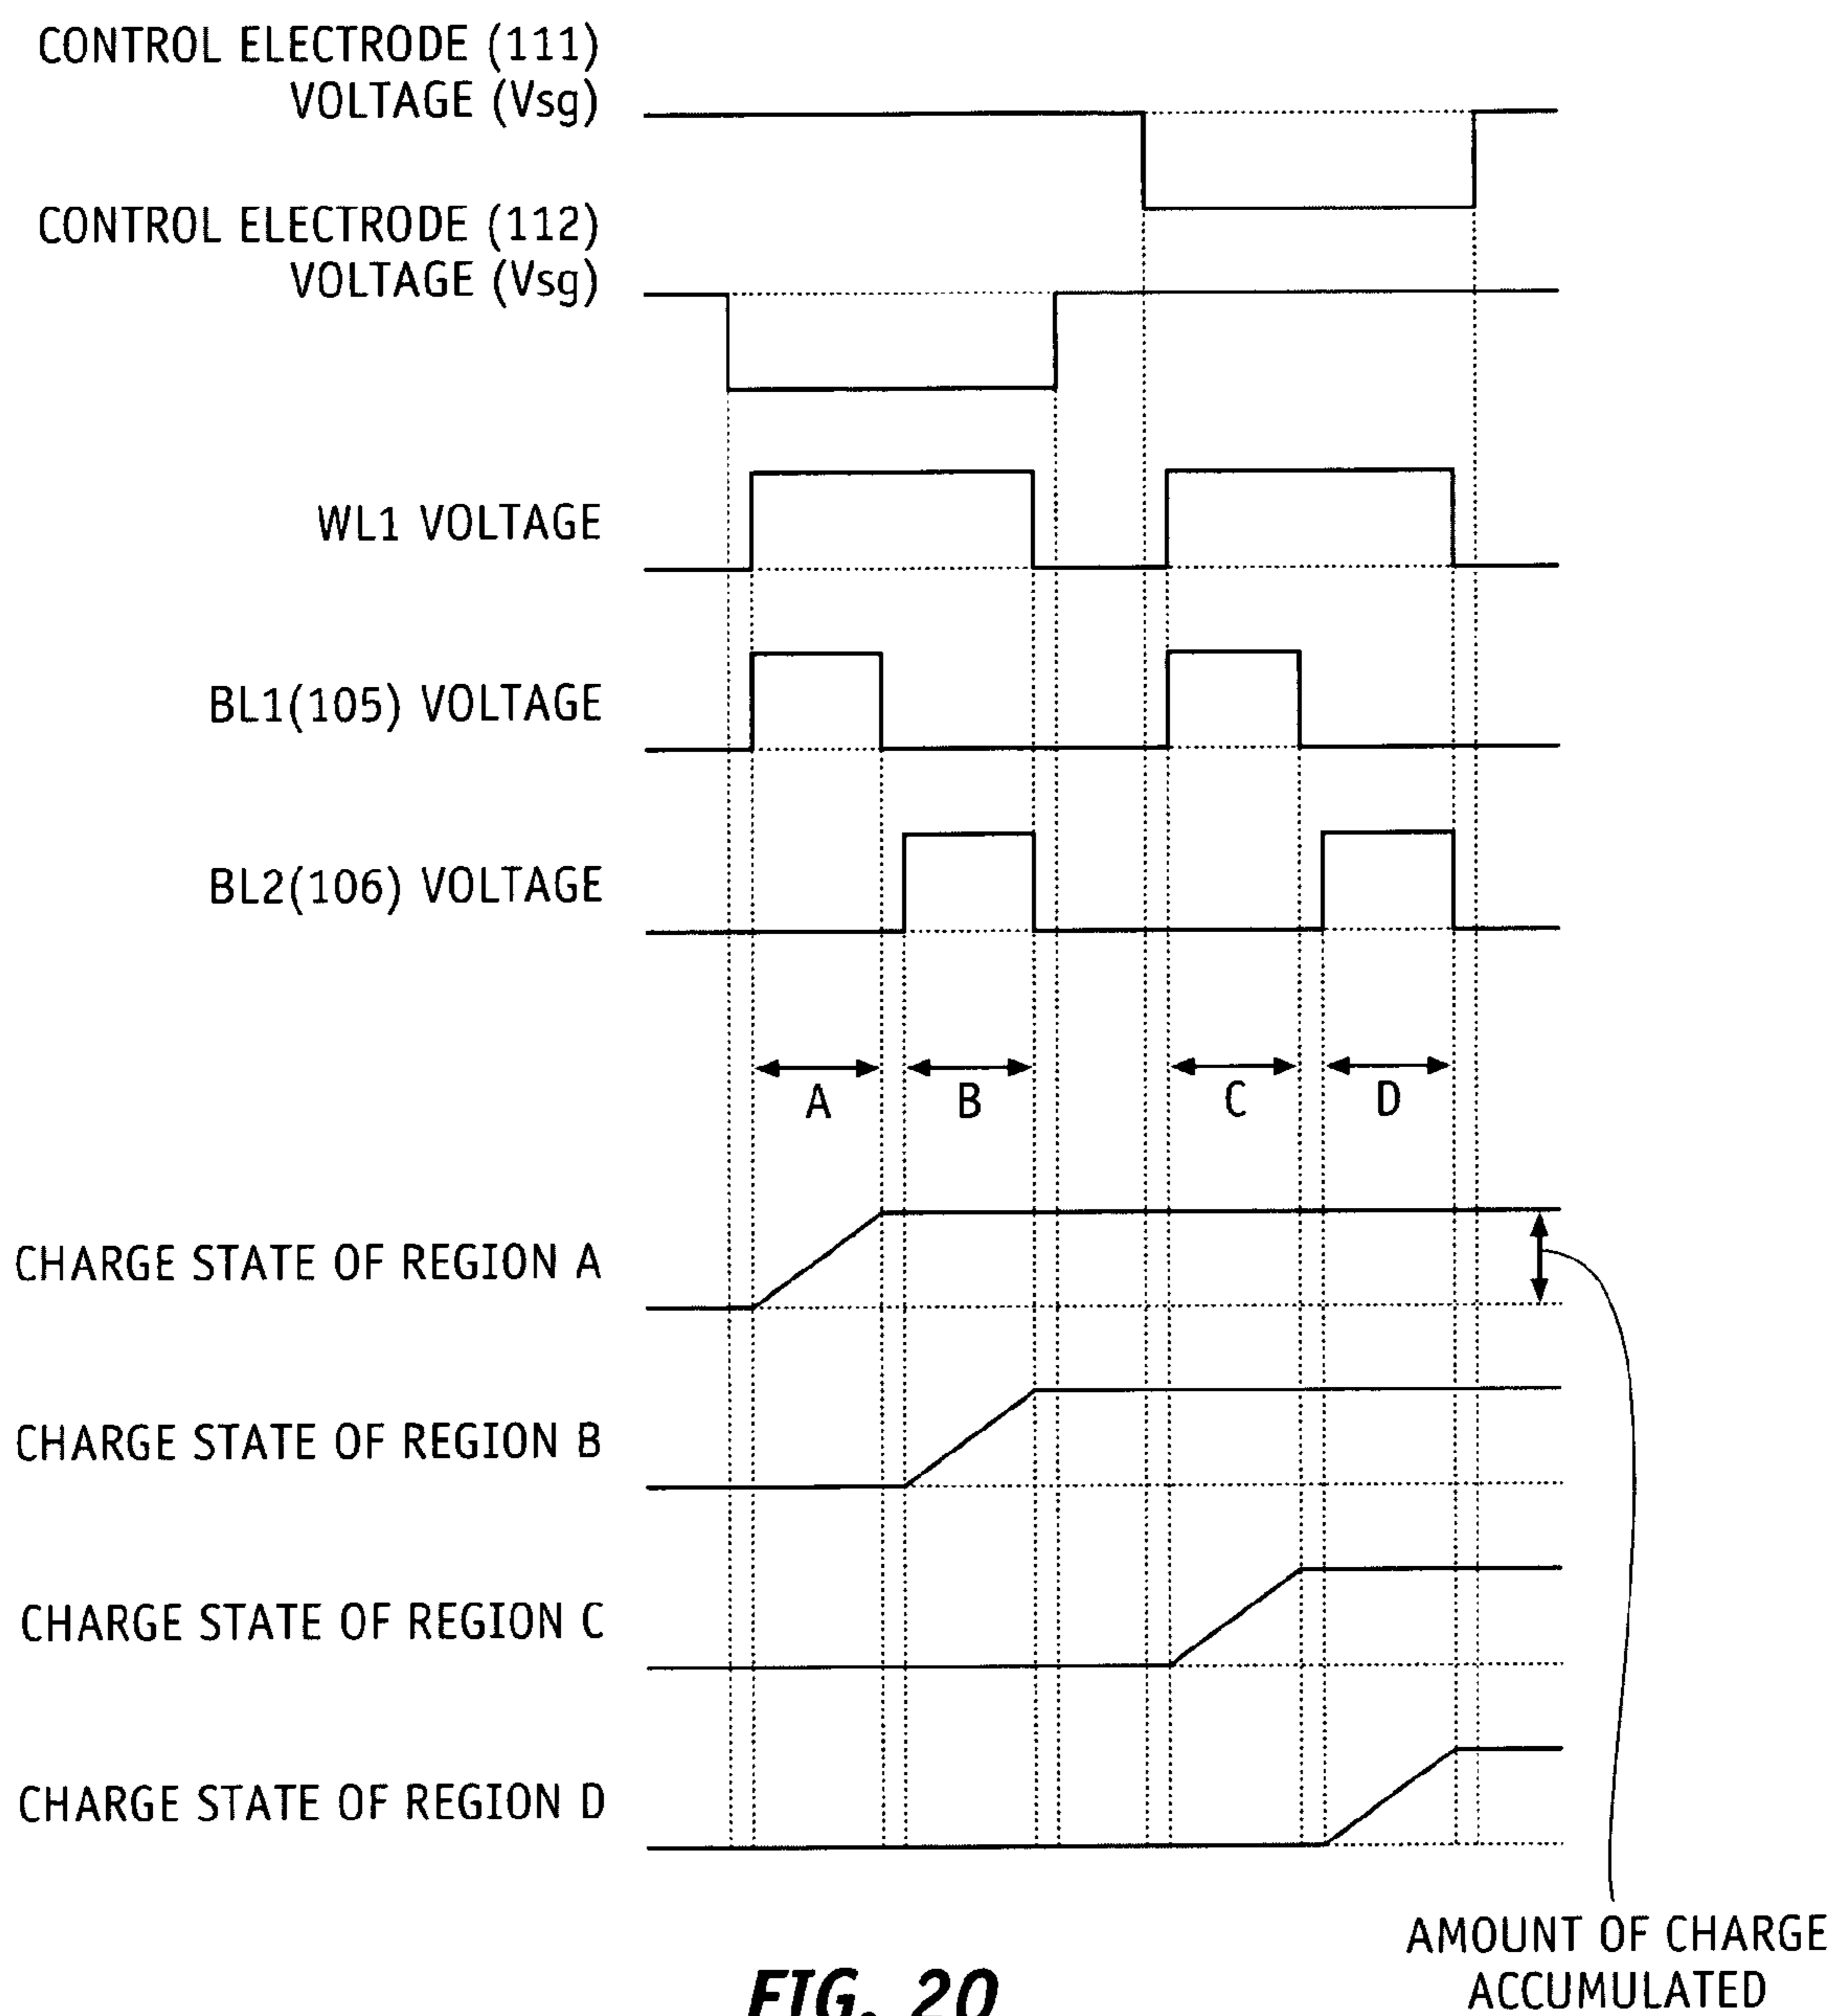 CONTROL ELECTRODE (111)
VOLTAGE (Vsg)
CONTROL ELECTRODE (112)
VOLTAGE (Vsg)
WL1 VOLTAGE
BL1(105) VOLTAGE
BL2(106) VOLTAGE
A
B
C
D
CHARGE STATE OF REGION A
CHARGE STATE OF REGION B
CHARGE STATE OF REGION C
CHARGE STATE OF REGION D
AMOUNT OF CHARGE
ACCUMULATED
FIG. 20